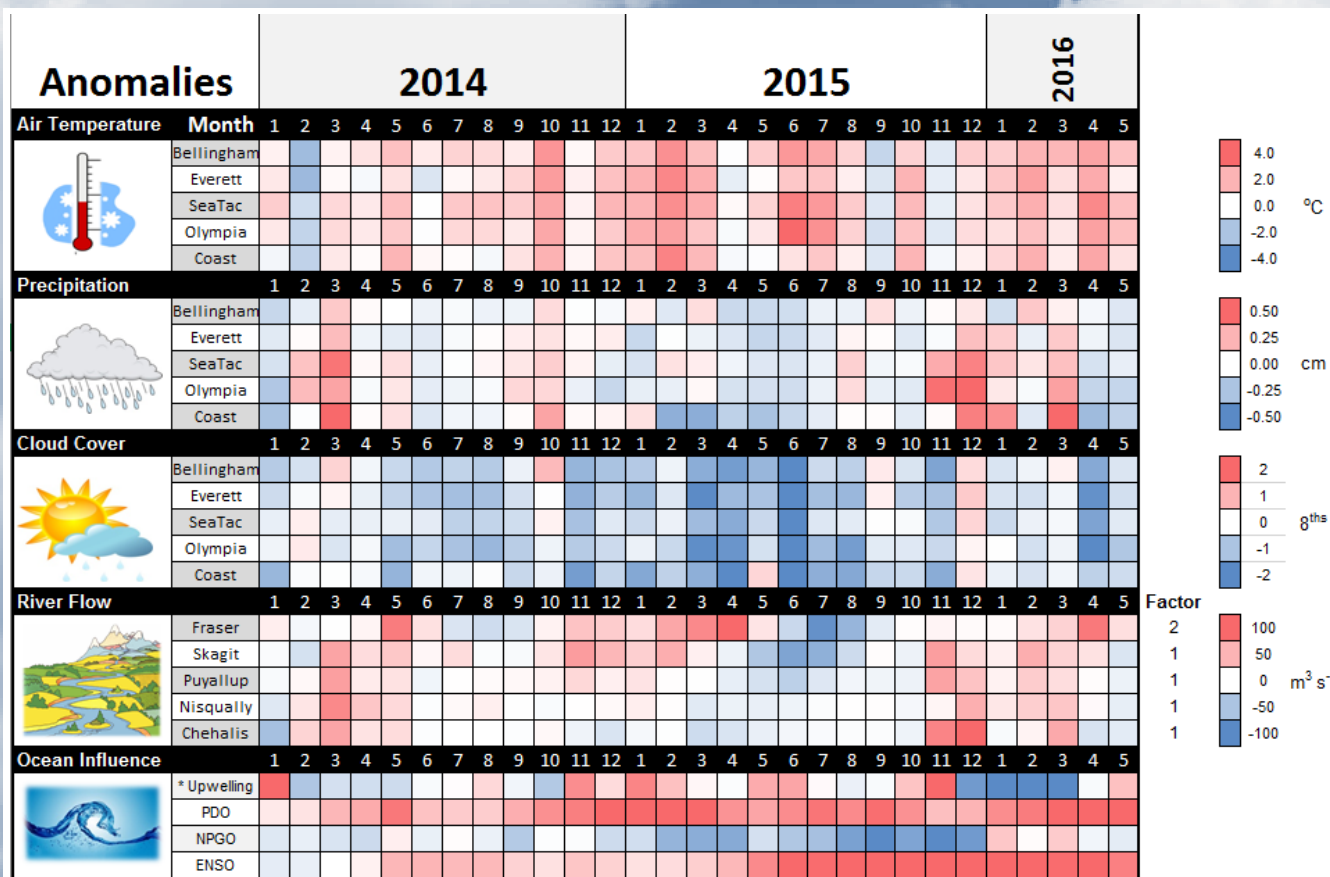 Anomalies 2014 2015 2016
Air Temperature Month 1 2 3 4 5 6 7 8 9 10 11 12 1 2 3 4 5 6 7 8 9 10 11 12 1 2 3 4 5
Bellingham
Everett
SeaTac
Olympia
Coast
4.0
2.0
0.0 °C
-2.0
-4.0
Precipitation 1 2 3 4 5 6 7 8 9 10 11 12 1 2 3 4 5 6 7 8 9 10 11 12 1 2 3 4 5
Bellingham
Everett
SeaTac
Olympia
Coast
0.50
0.25
0.00 cm
-0.25
-0.50
Cloud Cover 1 2 3 4 5 6 7 8 9 10 11 12 1 2 3 4 5 6 7 8 9 10 11 12 1 2 3 4 5
Bellingham
Everett
SeaTac
Olympia
Coast
2
1
0 8ths
-1
-2
River Flow 1 2 3 4 5 6 7 8 9 10 11 12 1 2 3 4 5 6 7 8 9 10 11 12 1 2 3 4 5 Factor
Fraser 2 100
Skagit 1 50
Puyallup 1 0 m³ s⁻
Nisqually 1 -50
Chehalis 1 -100
Ocean Influence 1 2 3 4 5 6 7 8 9 10 11 12 1 2 3 4 5 6 7 8 9 10 11 12 1 2 3 4 5
* Upwelling
PDO
NPGO
ENSO